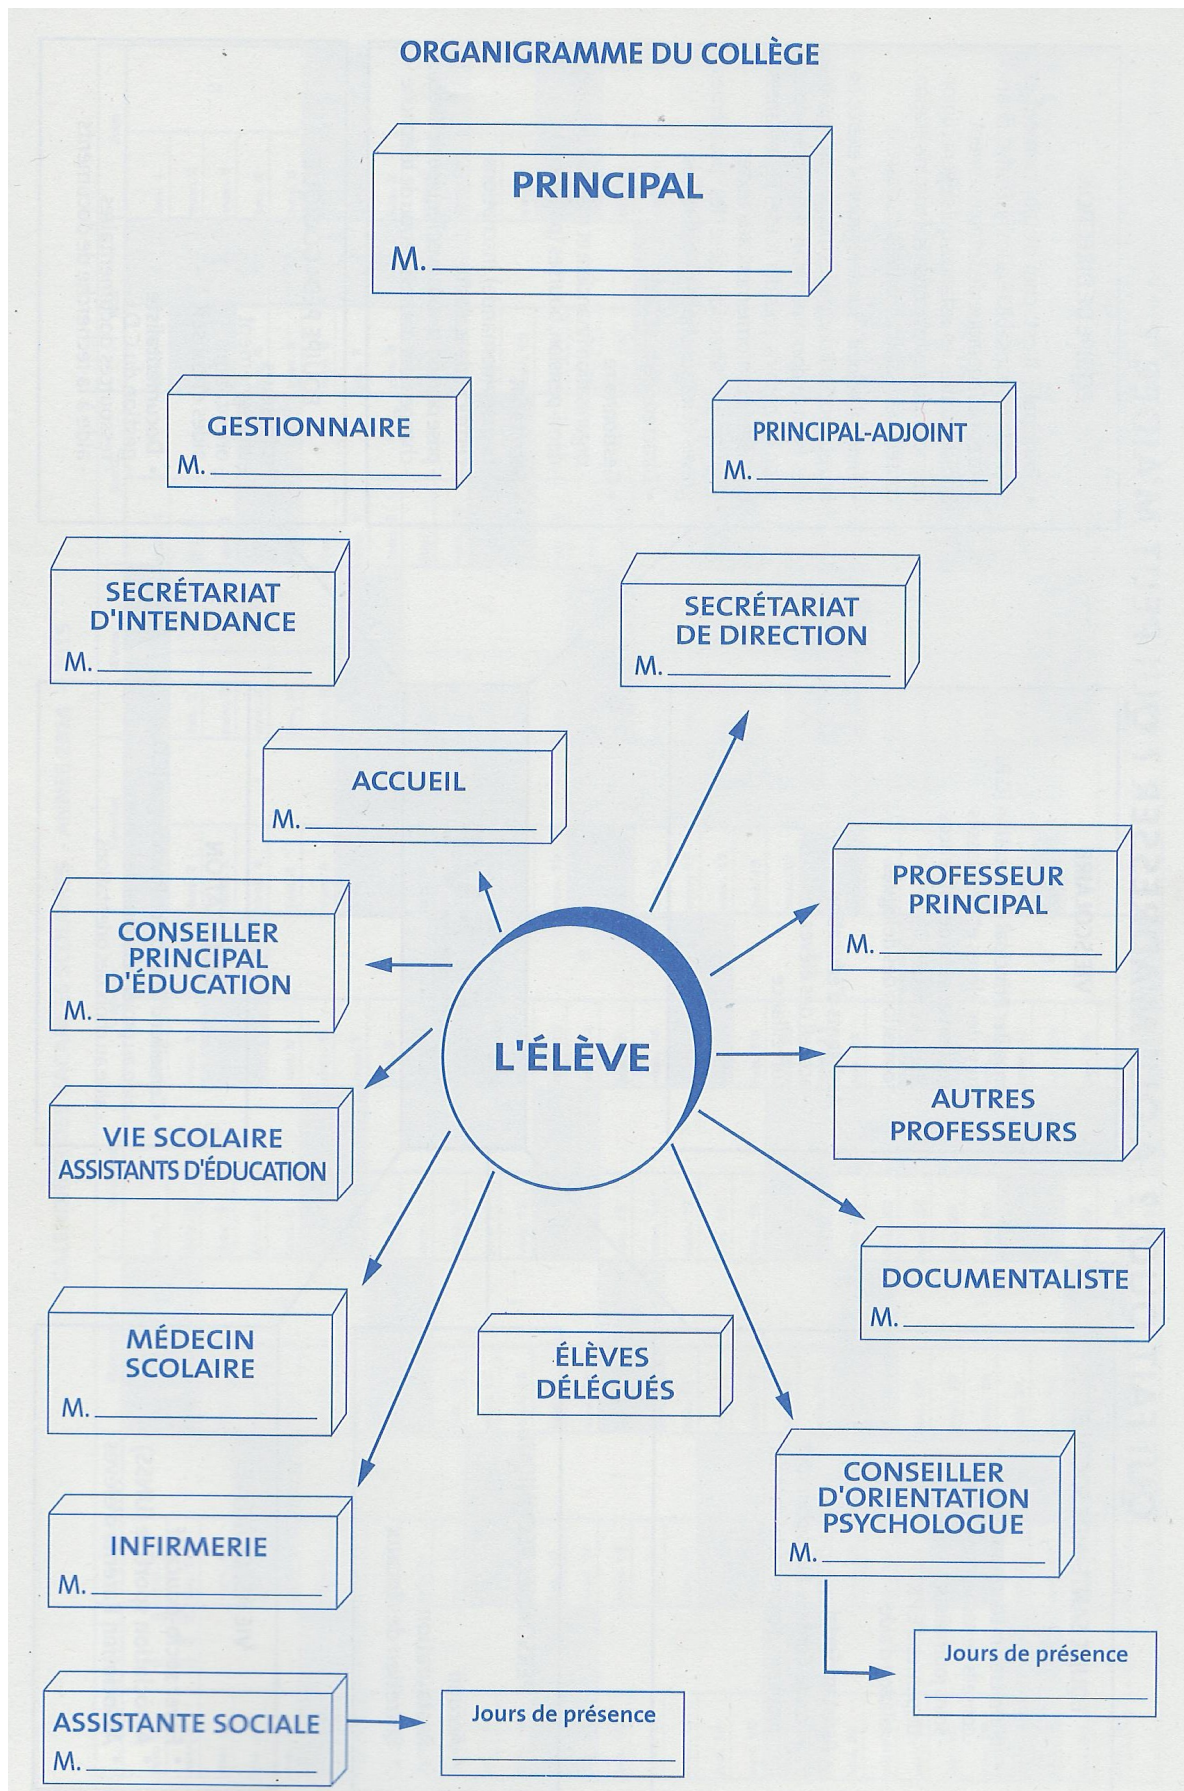 ORGANIGRAMME DU COLLÈGE
PRINCIPAL
M.
GESTIONNAIRE
M.
PRINCIPAL-ADJOINT
M.
SECRÉTARIAT
D'INTENDANCE
M.
SECRÉTARIAT
DE DIRECTION
M.
ACCUEIL
M.
PROFESSEUR
PRINCIPAL
M.
CONSEILLER
PRINCIPAL
D'ÉDUCATION
M.
L'ÉLÈVE
AUTRES
PROFESSEURS
VIE SCOLAIRE
ASSISTANTS D'ÉDUCATION
DOCUMENTALISTE
M.
MÉDECIN
SCOLAIRE
M.
ÉLÈVES
DÉLÉGUÉS
CONSEILLER
D'ORIENTATION
PSYCHOLOGUE
M.
INFIRMERIE
M.
Jours de présence
ASSISTANTE SOCIALE
M.
Jours de présence